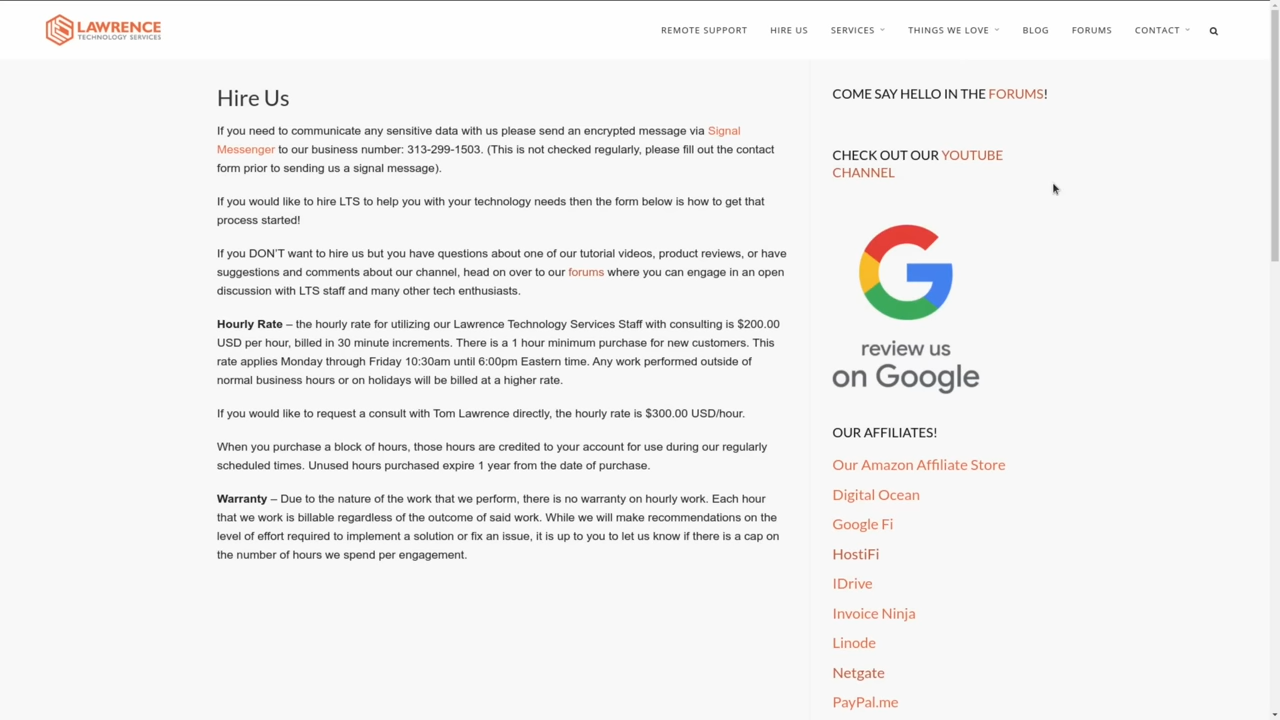 LAWRENCE
TECHNOLOGY SERVICES
REMOTE SUPPORT
HIRE US
SERVICES
THINGS WE LOVE
BLOG
FORUMS
CONTACT
Hire Us
If you need to communicate any sensitive data with us please send an encrypted message via Signal
Messenger to our business number: 313-299-1503. (This is not checked regularly, please fill out the contact
form prior to sending us a signal message).
If you would like to hire LTS to help you with your technology needs then the form below is how to get that
process started!
If you DON'T want to hire us but you have questions about one of our tutorial videos, product reviews, or have
suggestions and comments about our channel, head on over to our forums where you can engage in an open
discussion with LTS staff and many other tech enthusiasts.
Hourly Rate – the hourly rate for utilizing our Lawrence Technology Services Staff with consulting is $200.00
USD per hour, billed in 30 minute increments. There is a 1 hour minimum purchase for new customers. This
rate applies Monday through Friday 10:30am until 6:00pm Eastern time. Any work performed outside of
normal business hours or on holidays will be billed at a higher rate.
If you would like to request a consult with Tom Lawrence directly, the hourly rate is $300.00 USD/hour.
When you purchase a block of hours, those hours are credited to your account for use during our regularly
scheduled times. Unused hours purchased expire 1 year from the date of purchase.
Warranty – Due to the nature of the work that we perform, there is no warranty on hourly work. Each hour
that we work is billable regardless of the outcome of said work. While we will make recommendations on the
level of effort required to implement a solution or fix an issue, it is up to you to let us know if there is a cap on
the number of hours we spend per engagement.
COME SAY HELLO IN THE FORUMS!
CHECK OUT OUR YOUTUBE
CHANNEL
review us
on Google
OUR AFFILIATES!
Our Amazon Affiliate Store
Digital Ocean
Google Fi
HostiFi
IDrive
Invoice Ninja
Linode
Netgate
PayPal.me